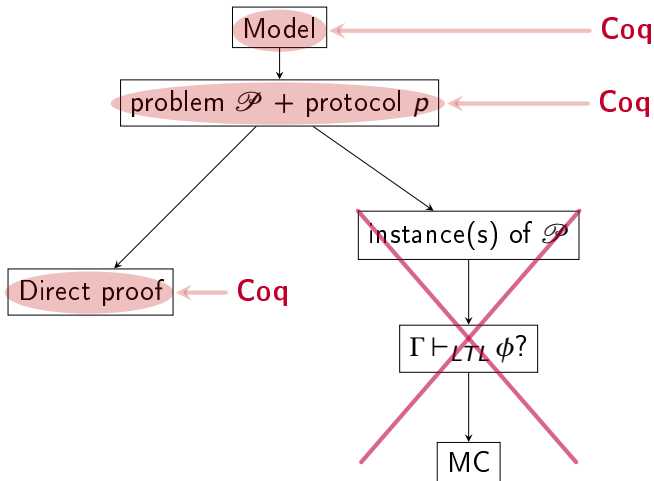 Model
Coq
problem 𝒫 + protocol p
Coq
instance(s) of 𝒫
Direct proof
Coq
Γ ⊢LTL ϕ?
MC